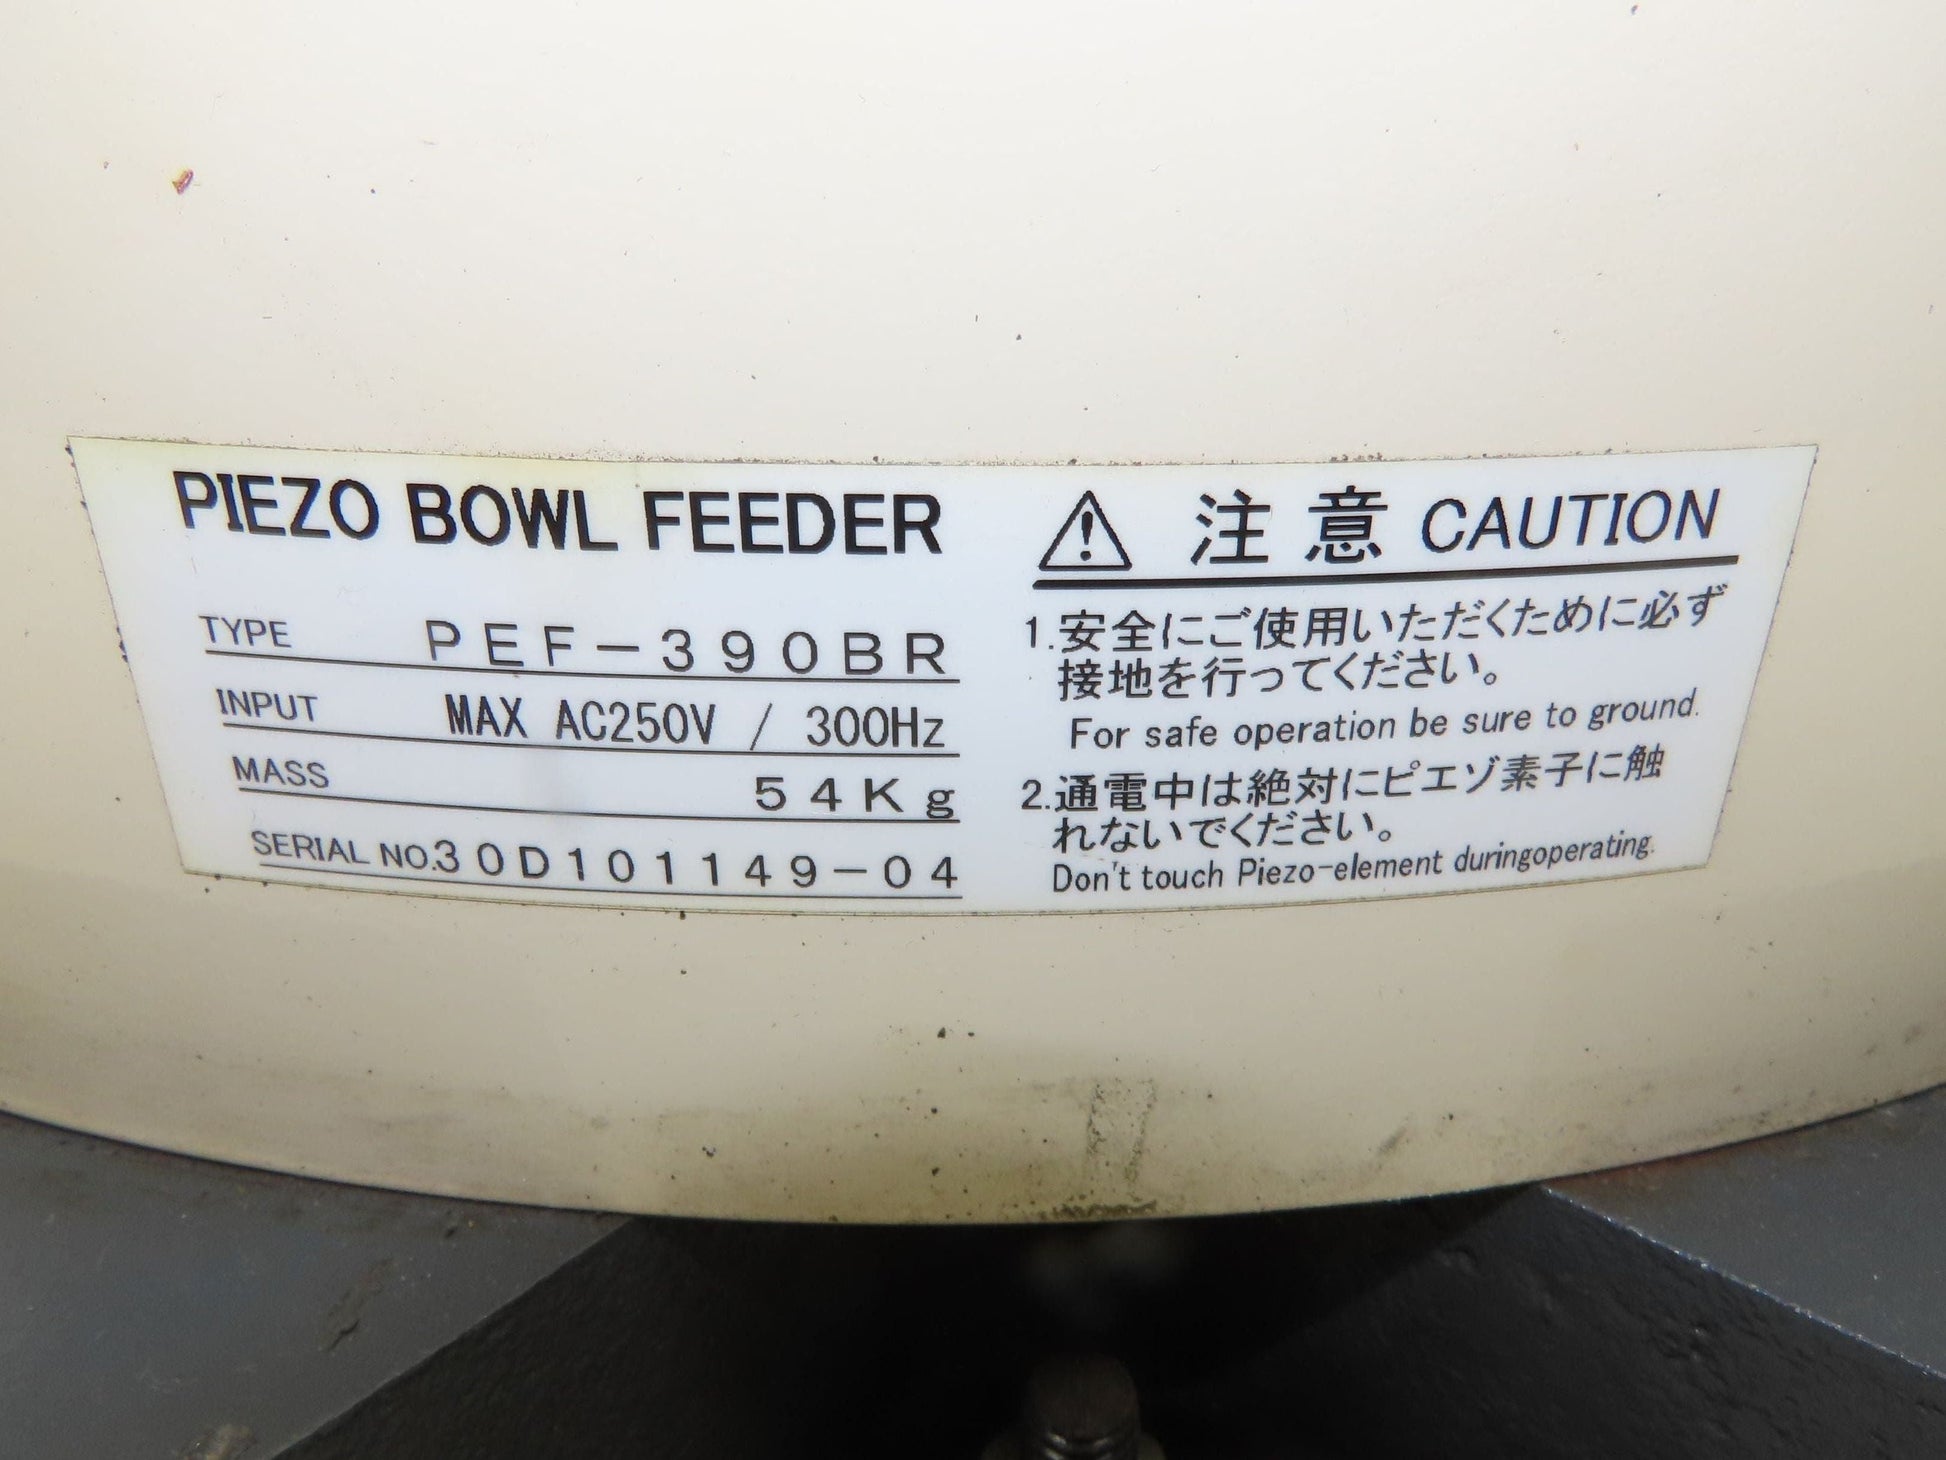 PIEZO BOWL FEEDER
TYPE PEF-390BR
INPUT MAX AC250V / 300Hz
MASS 54Kg
SERIAL NO.30D101149-04
注意 CAUTION
1.安全にご使用いただくために必ず
接地を行ってください。
For safe operation be sure to ground.
2.通電中は絶対にピエゾ素子に触
れないでください。
Don't touch Piezo-element duringoperating.